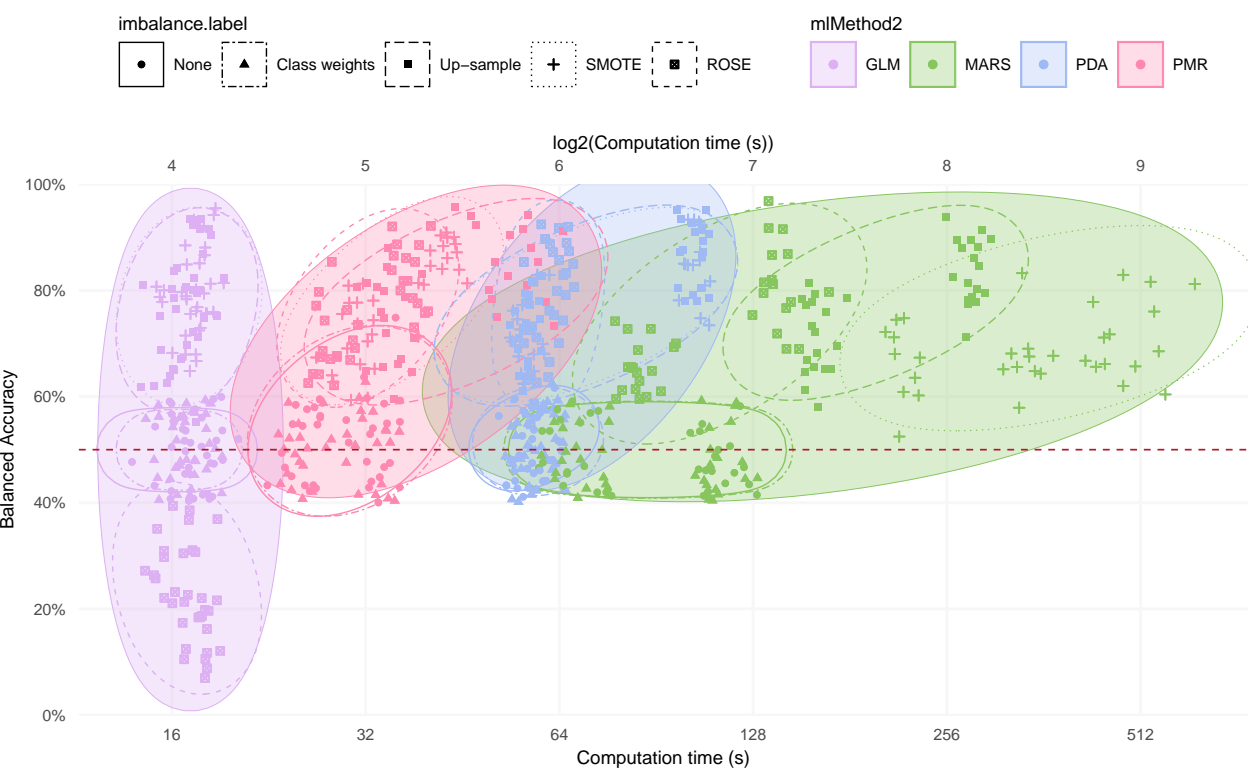 imbalance.label
None
Class weights
Up−sample
SMOTE
ROSE
mlMethod2
GLM
MARS
PDA
PMR
log2(Computation time (s))
4 5 6 7 8 9
100%
80%
60%
40%
20%
0%
Balanced Accuracy
16 32 64 128 256 512
Computation time (s)